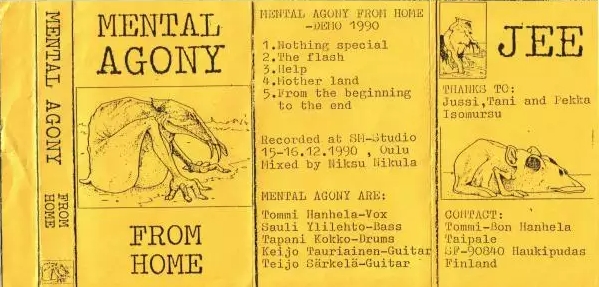 MENTAL AGONY
FROM
HOME
MENTAL
AGONY
FROM
HOME
MENTAL AGONY FROM HOME
-DEMO 1990
1.Nothing special
2.The flash
3.Help
4.Mother land
5.From the beginning
to the end
Recorded at SM-Studio
15-16.12.1990 , Oulu
Mixed by Niksu Nikula
MENTAL AGONY ARE:
Tommi Hanhela-Vox
Sauli Ylilehto-Bass
Tapani Kokko-Drums
Keijo Tauriainen-Guitar
Teijo Särkelä-Guitar
JEE
THANKS TO:
Jussi,Tani and Pekka
Isomursu
CONTACT:
Tommi-Bon Hanhela
Taipale
SF-90840 Haukipudas
Finland